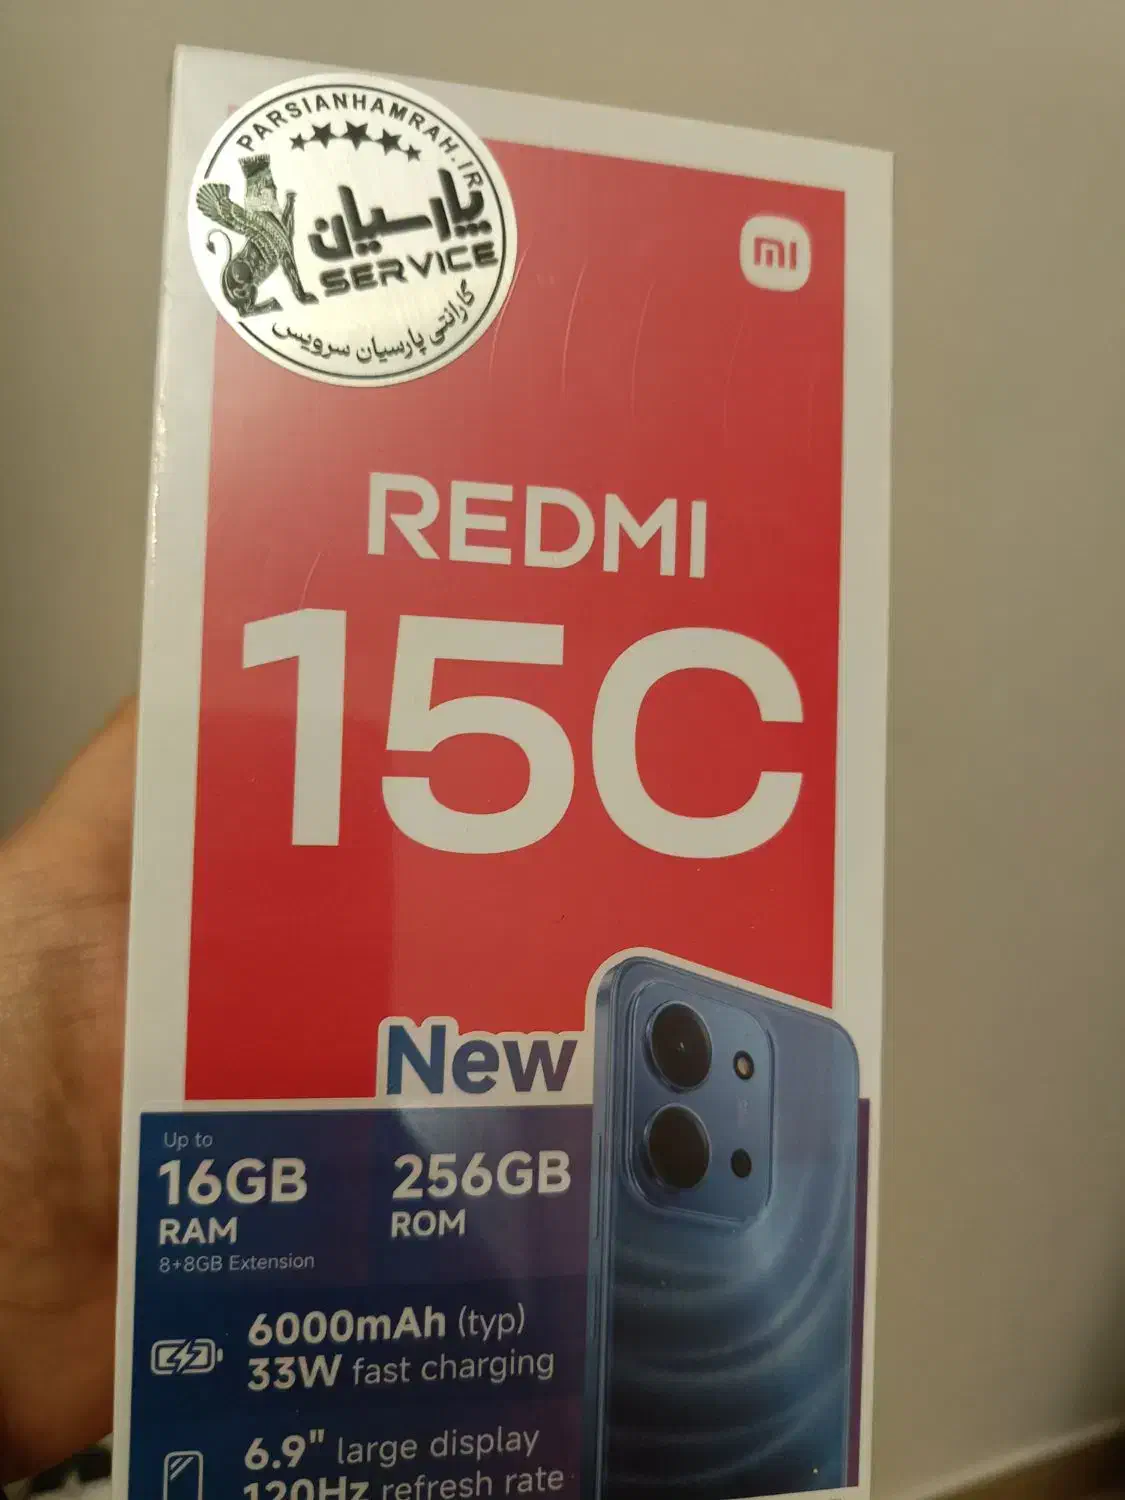 PARSIANHAMRAH.IR
پارسیان
SERVICE
گارانتی پارسیان سرویس
mi
REDMI
15C
New
Up to
16GB
RAM
8+8GB Extension
256GB
ROM
6000mAh (typ)
33W fast charging
6.9" large display
120Hz refresh rate